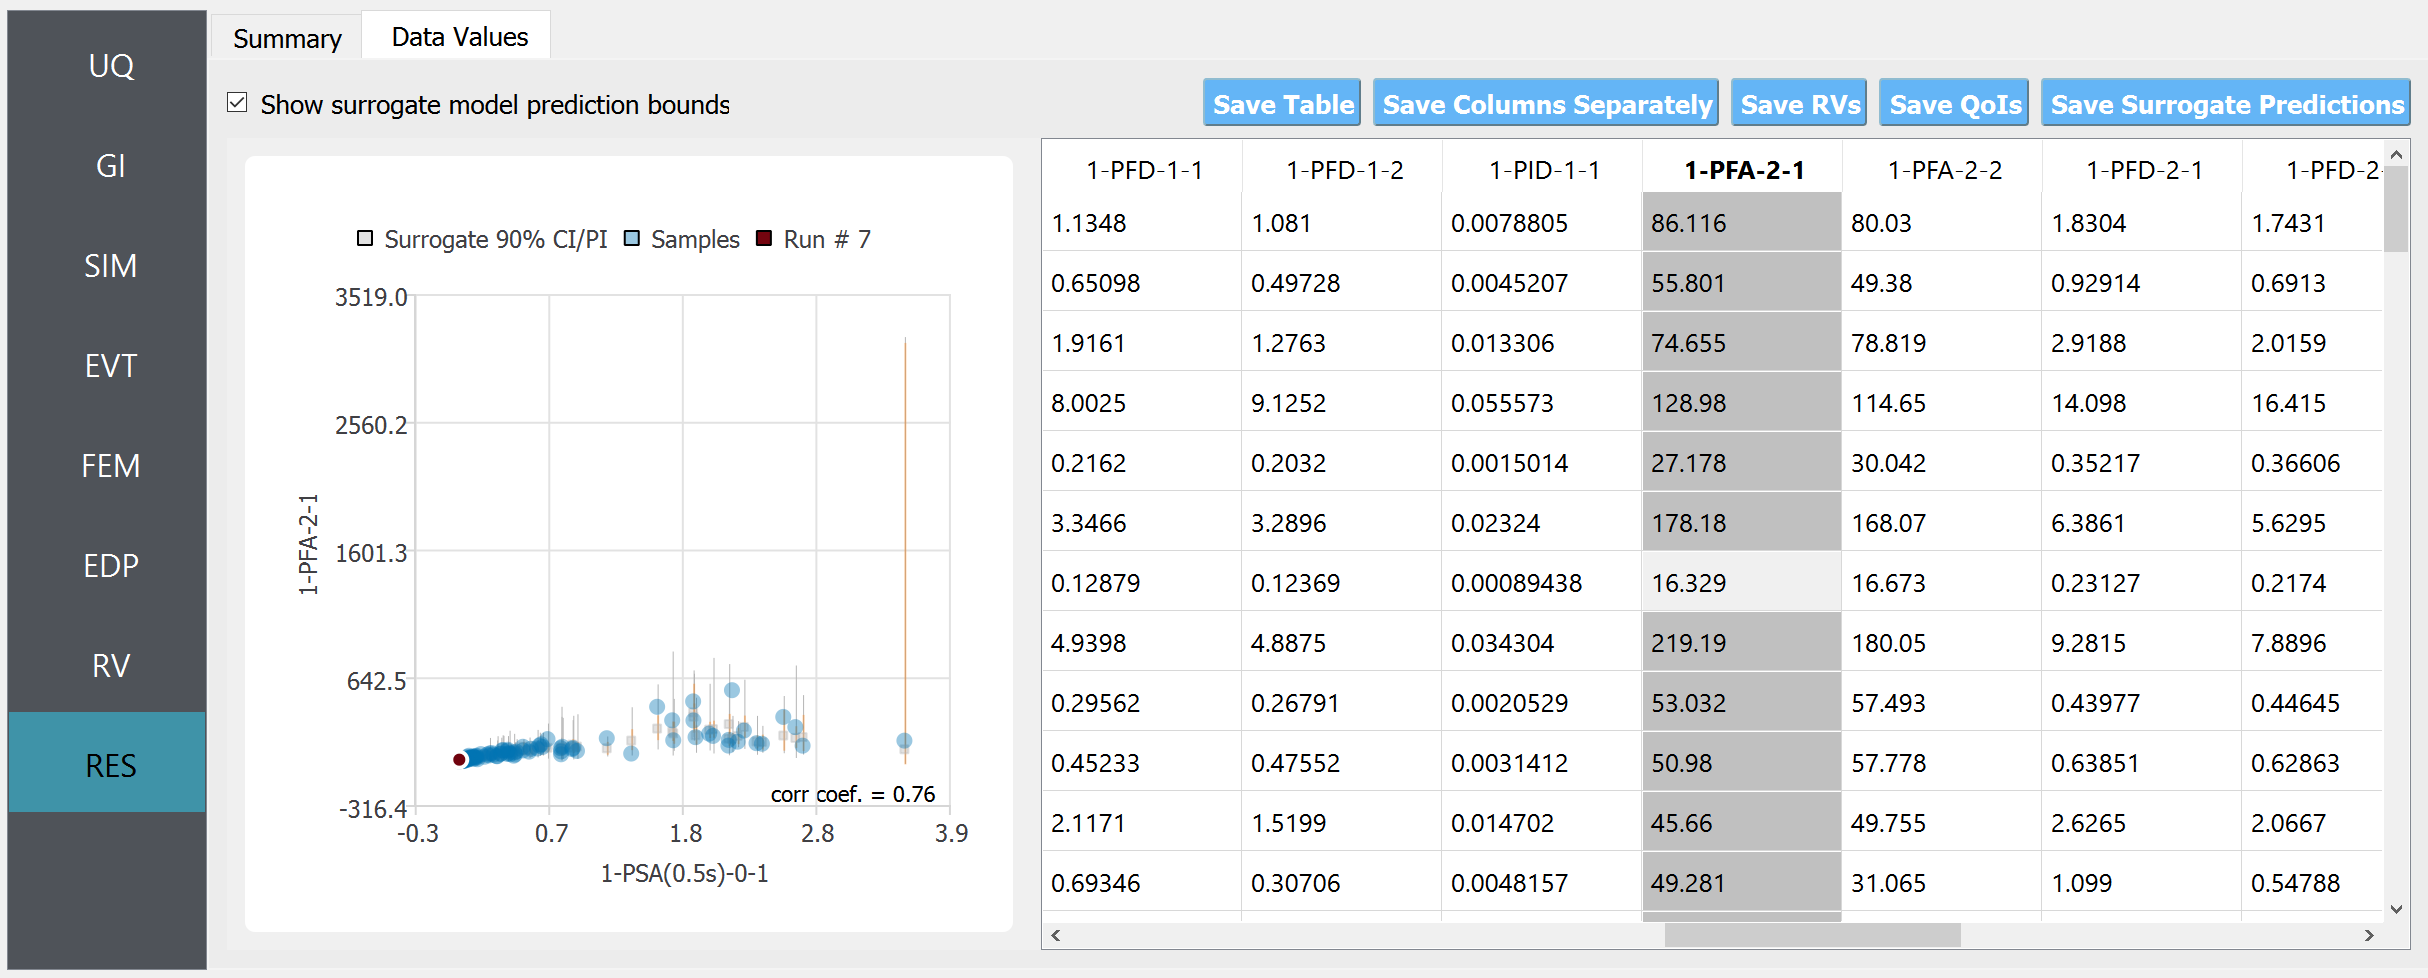 UQ
GI
SIM
EVT
FEM
EDP
RV
RES
Summary Data Values
Show surrogate model prediction bounds
Save Table Save Columns Separately Save RVs Save QoIs Save Surrogate Predictions
Surrogate 90% CI/PI Samples Run # 7
3519.0
2560.2
1601.3
642.5
-316.4
1-PFA-2-1
corr coef. = 0.76
-0.3 0.7 1.8 2.8 3.9
1-PSA(0.5s)-0-1
1-PFD-1-1 1-PFD-1-2 1-PID-1-1 1-PFA-2-1 1-PFA-2-2 1-PFD-2-1 1-PFD-2-
1.1348 1.081 0.0078805 86.116 80.03 1.8304 1.7431
0.65098 0.49728 0.0045207 55.801 49.38 0.92914 0.6913
1.9161 1.2763 0.013306 74.655 78.819 2.9188 2.0159
8.0025 9.1252 0.055573 128.98 114.65 14.098 16.415
0.2162 0.2032 0.0015014 27.178 30.042 0.35217 0.36606
3.3466 3.2896 0.02324 178.18 168.07 6.3861 5.6295
0.12879 0.12369 0.00089438 16.329 16.673 0.23127 0.2174
4.9398 4.8875 0.034304 219.19 180.05 9.2815 7.8896
0.29562 0.26791 0.0020529 53.032 57.493 0.43977 0.44645
0.45233 0.47552 0.0031412 50.98 57.778 0.63851 0.62863
2.1171 1.5199 0.014702 45.66 49.755 2.6265 2.0667
0.69346 0.30706 0.0048157 49.281 31.065 1.099 0.54788